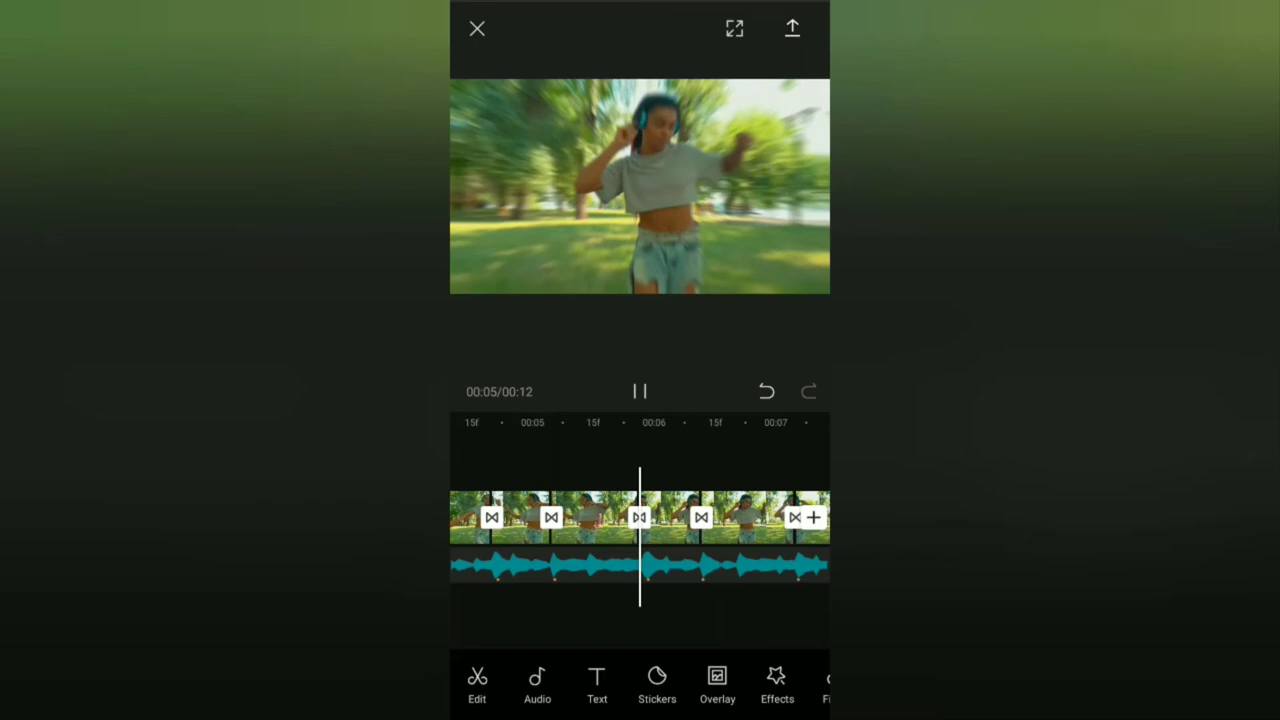 00:05/00:12
15f 00:05 15f 00:06 15f 00:07
Edit Audio Text Stickers Overlay Effects Fi